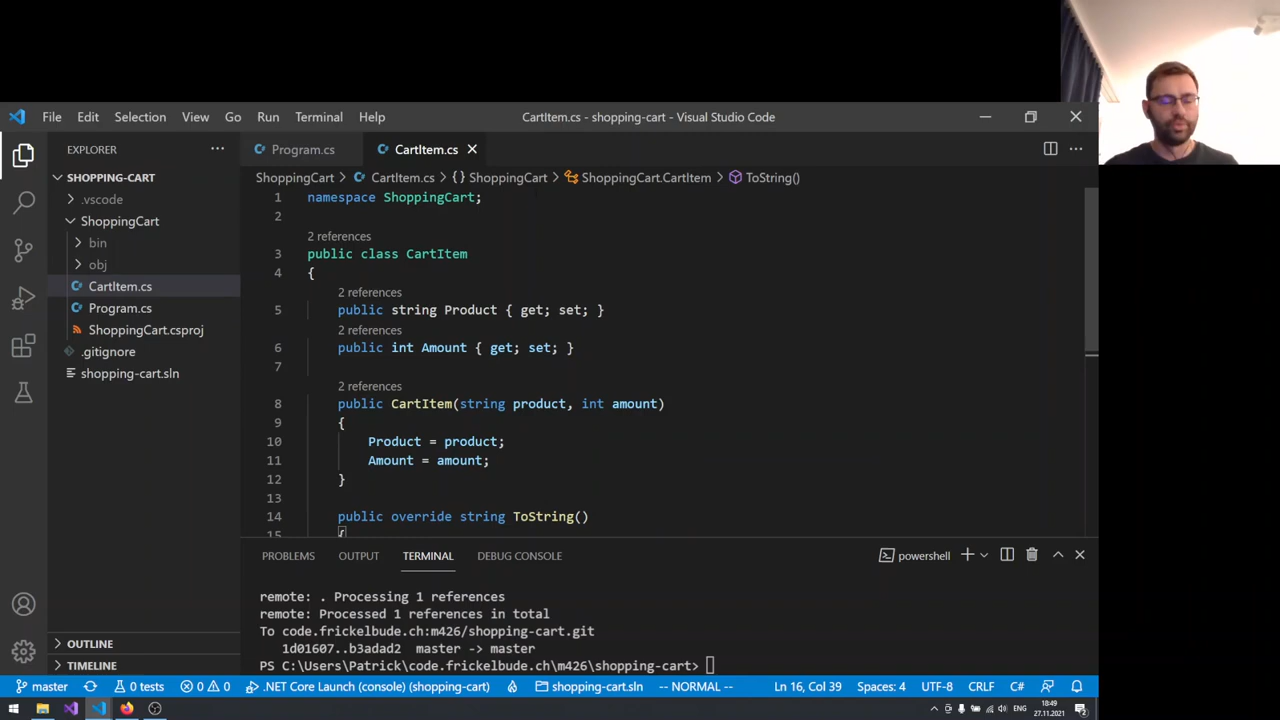 File Edit Selection View Go Run Terminal Help
CartItem.cs - shopping-cart - Visual Studio Code
EXPLORER
SHOPPING-CART
.vscode
ShoppingCart
bin
obj
CartItem.cs
Program.cs
ShoppingCart.csproj
.gitignore
shopping-cart.sln
OUTLINE
TIMELINE
Program.cs CartItem.cs
ShoppingCart > CartItem.cs > {} ShoppingCart > ShoppingCart.CartItem > ToString()
1 namespace ShoppingCart;
2
2 references
3 public class CartItem
4 {
2 references
5 public string Product { get; set; }
2 references
6 public int Amount { get; set; }
7
2 references
8 public CartItem(string product, int amount)
9 {
10 Product = product;
11 Amount = amount;
12 }
13
14 public override string ToString()
15 {
PROBLEMS OUTPUT TERMINAL DEBUG CONSOLE
powershell
remote: . Processing 1 references
remote: Processed 1 references in total
To code.frickelbude.ch:m426/shopping-cart.git
1d01607..b3adad2 master -> master
PS C:\Users\Patrick\code.frickelbude.ch\m426\shopping-cart>
master 0 tests 0 0 .NET Core Launch (console) (shopping-cart) shopping-cart.sln -- NORMAL -- Ln 16, Col 39 Spaces: 4 UTF-8 CRLF C#
ENG
18:49
27.11.2021
2